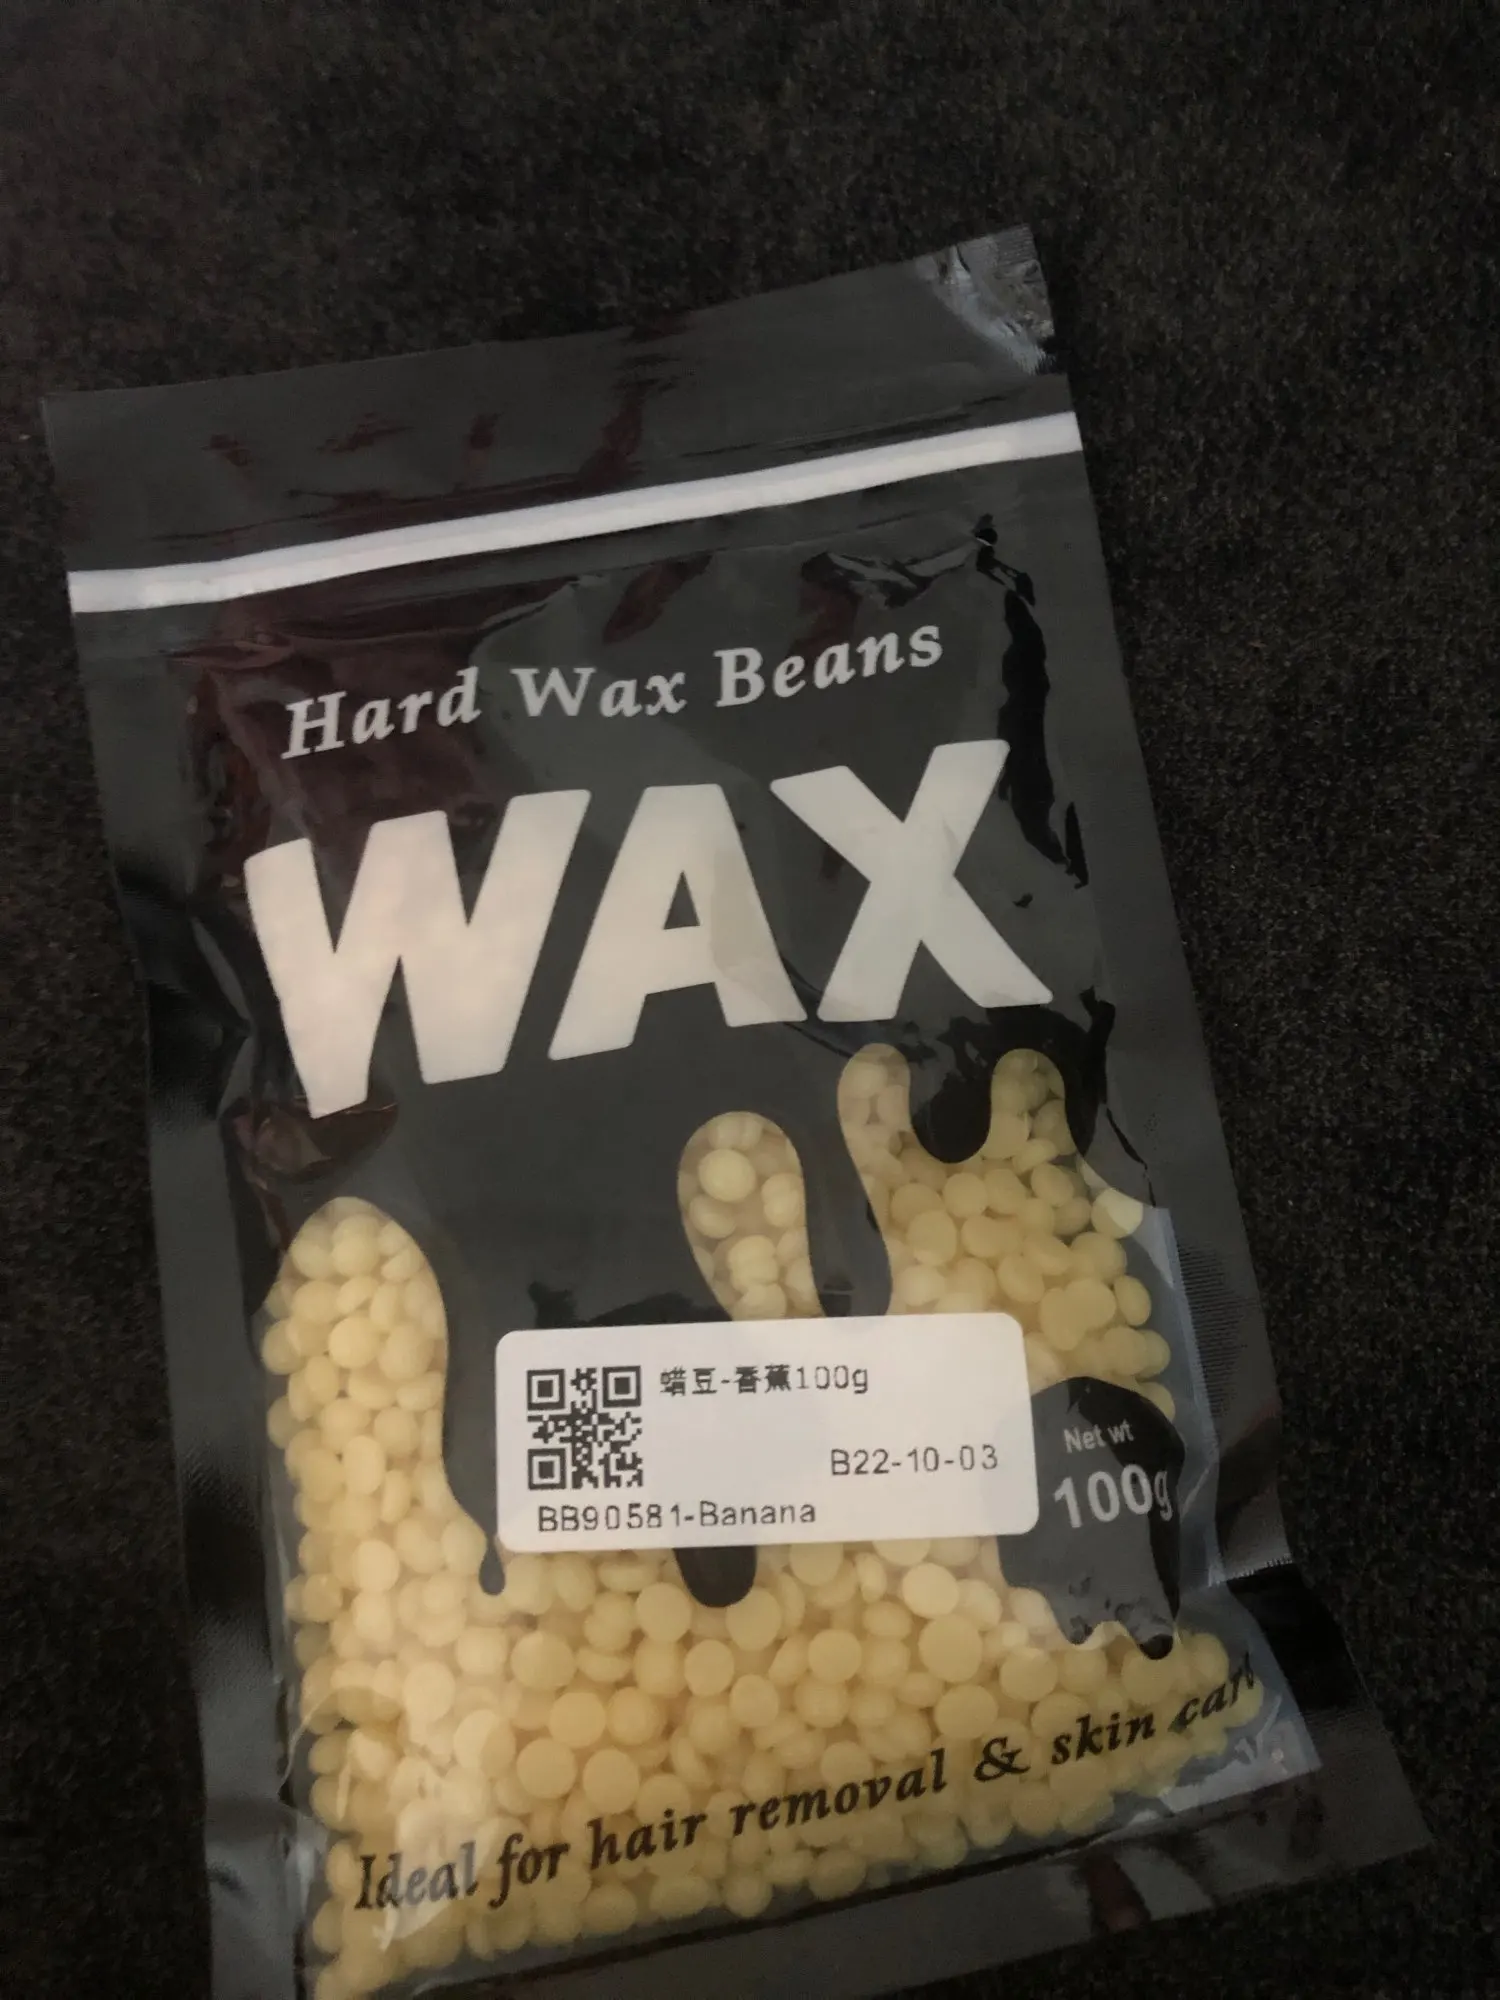 Hard Wax Beans
WAX
蜡豆-香蕉100g
B22-10-03
BB90581-Banana
Net wt
100g
Ideal for hair removal & skin care